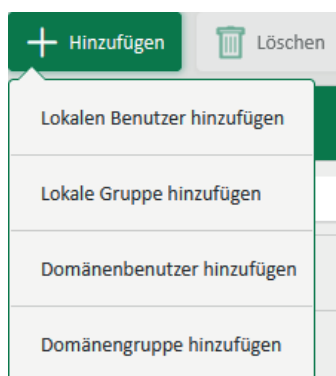 Hinzufügen
Löschen
Lokalen Benutzer hinzufügen
Lokale Gruppe hinzufügen
Domänenbenutzer hinzufügen
Domänengruppe hinzufügen